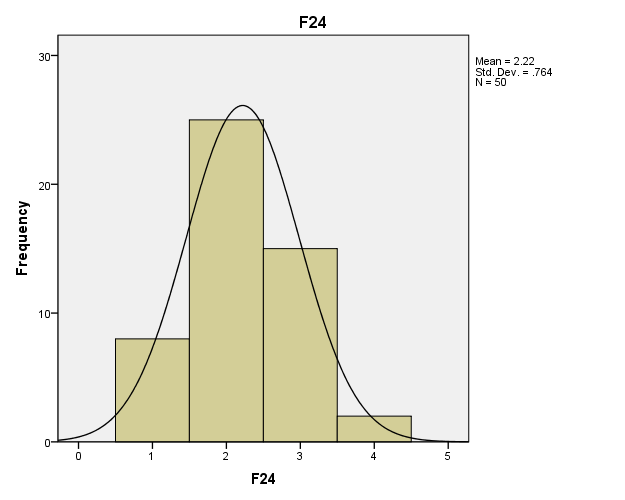 F24
Mean = 2.22
Std. Dev. = .764
N = 50
30
20
10
0
Frequency
0 1 2 3 4 5
F24